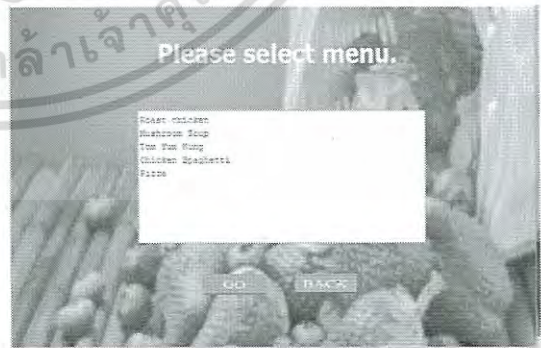 Please select menu.
Roast chicken
Mushroom Soup
Tom Yum Kung
Chicken Spaghetti
Pizza
GO BACK